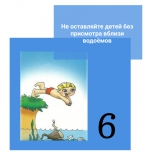 Не оставляйте детей без
присмотра вблизи
водоёмов
6